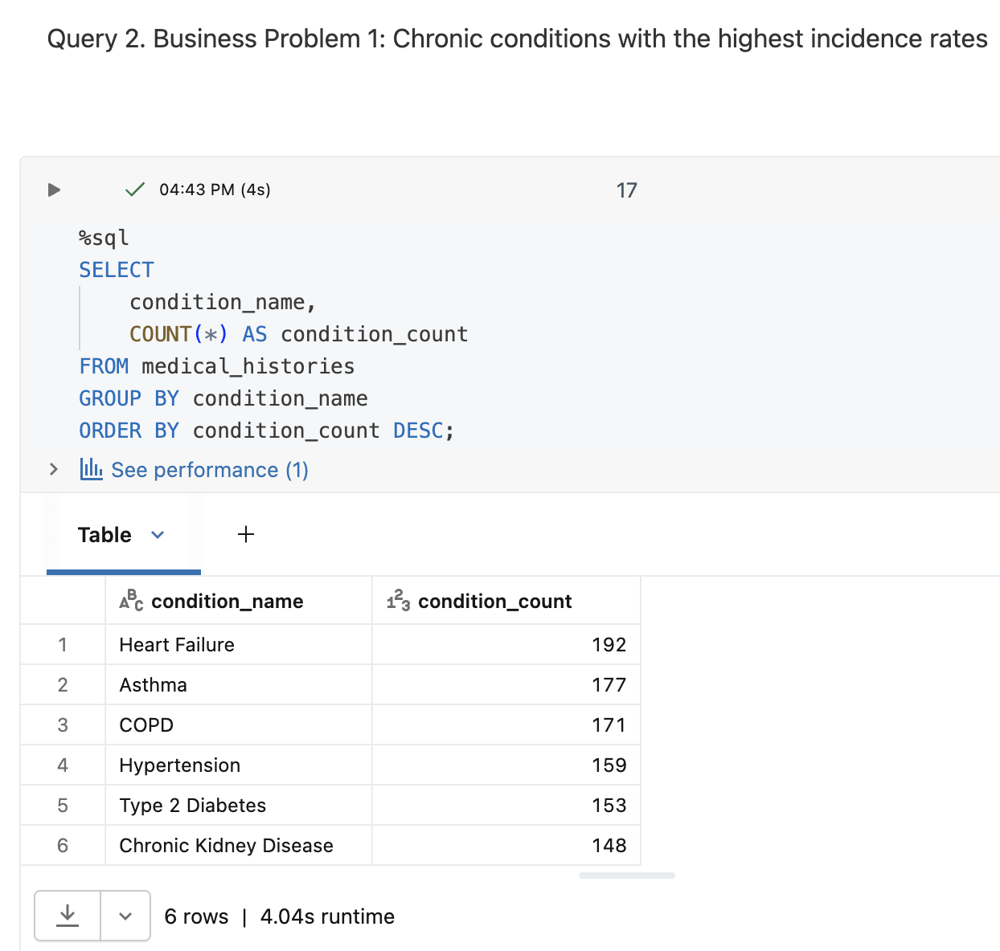 Query 2. Business Problem 1: Chronic conditions with the highest incidence rates
04:43 PM (4s)
17
%sql
SELECT
condition_name,
COUNT(*) AS condition_count
FROM medical_histories
GROUP BY condition_name
ORDER BY condition_count DESC;
See performance (1)
Table
ABC condition_name 123 condition_count
1 Heart Failure 192
2 Asthma 177
3 COPD 171
4 Hypertension 159
5 Type 2 Diabetes 153
6 Chronic Kidney Disease 148
6 rows | 4.04s runtime